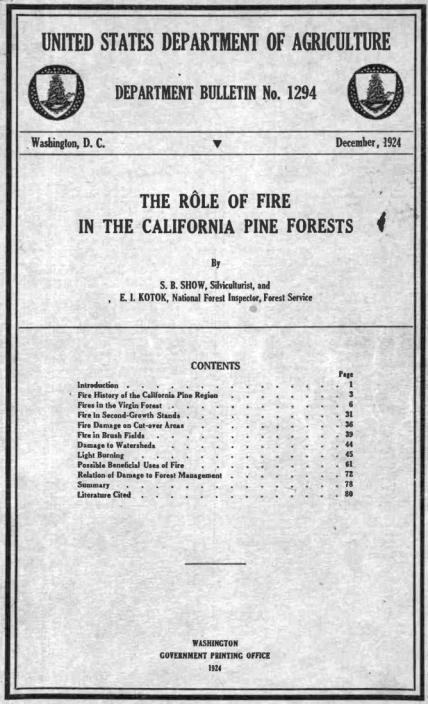 UNITED STATES DEPARTMENT OF AGRICULTURE
DEPARTMENT BULLETIN No. 1294
Washington, D. C.
December, 1924
THE RÔLE OF FIRE
IN THE CALIFORNIA PINE FORESTS
By
S. B. SHOW, Silviculturist, and
E. I. KOTOK, National Forest Inspector, Forest Service
CONTENTS
Page
Introduction . . . . . . . . . . 1
Fire History of the California Pine Region . . . . . . . . 3
Fires in the Virgin Forest . . . . . . . . . . 6
Fire in Second-Growth Stands . . . . . . . . . 31
Fire Damage on Cut-over Areas . . . . . . . . . 36
Fire in Brush Fields . . . . . . . . . . 39
Damage to Watersheds . . . . . . . . . . 44
Light Burning . . . . . . . . . . 45
Possible Beneficial Uses of Fire . . . . . . . . . 61
Relation of Damage to Forest Management . . . . . . . . 72
Summary . . . . . . . . . . 78
Literature Cited . . . . . . . . . . 80
WASHINGTON
GOVERNMENT PRINTING OFFICE
1924